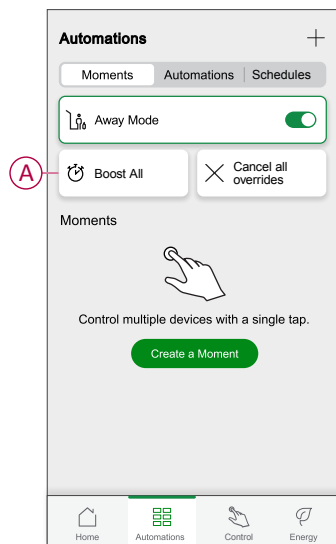 Automations
Moments Automations Schedules
Away Mode
A
Boost All
Cancel all
overrides
Moments
Control multiple devices with a single tap.
Create a Moment
Home Automations Control Energy